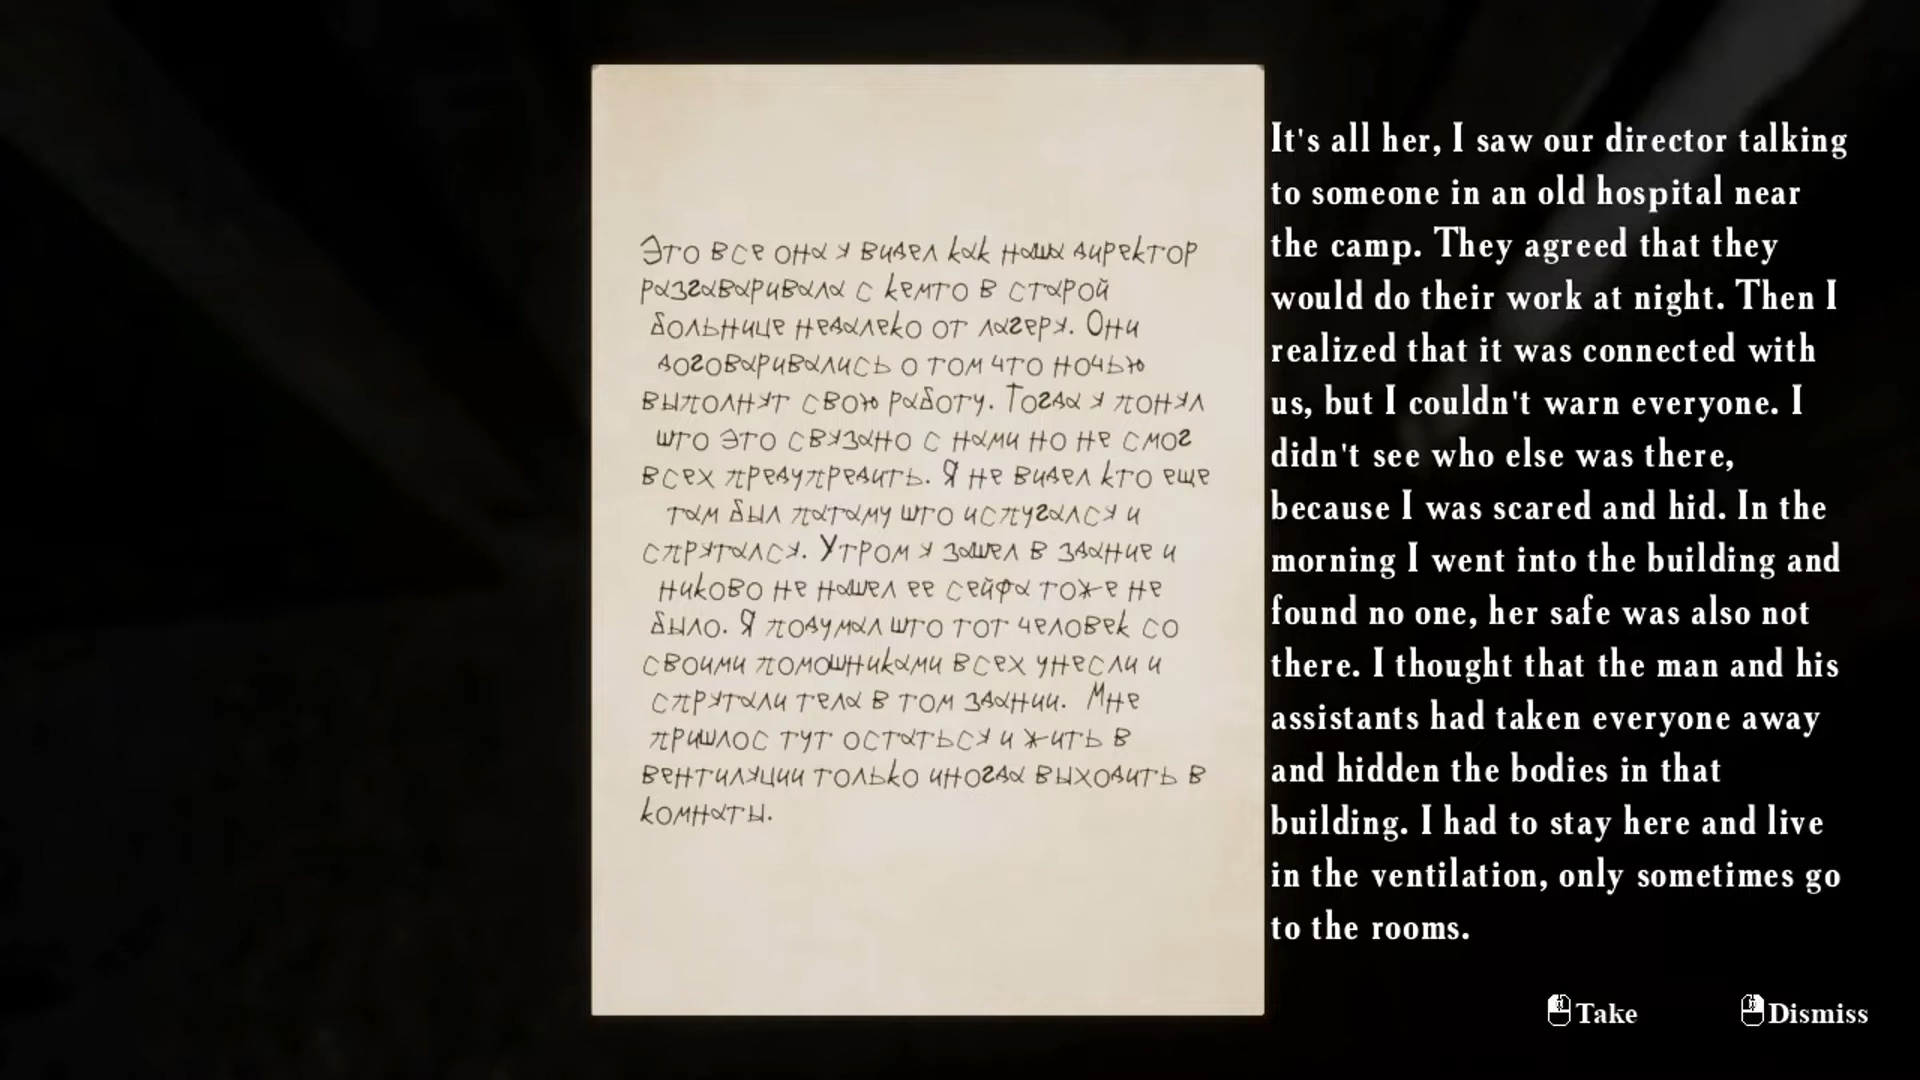 Это все она я видел как наша директор
разгаваривала с кемто в старой
больнице недалеко от лагеря. Они
договаривались о том что ночью
выполнят свою работу. Тогда я понял
што это связано с нами но не смог
всех предупредить. Я не видел кто еще
там был патаму што испугался и
спрятался. Утром я зашел в здание и
никово не нашел ее сейфа тоже не
было. Я подумал што тот человек со
своими помошниками всех унесли и
спрятали тела в том здании. Мне
пришлос тут остаться и жить в
вентиляции только иногда выходить в
комнаты.
It's all her, I saw our director talking
to someone in an old hospital near
the camp. They agreed that they
would do their work at night. Then I
realized that it was connected with
us, but I couldn't warn everyone. I
didn't see who else was there,
because I was scared and hid. In the
morning I went into the building and
found no one, her safe was also not
there. I thought that the man and his
assistants had taken everyone away
and hidden the bodies in that
building. I had to stay here and live
in the ventilation, only sometimes go
to the rooms.
Take Dismiss